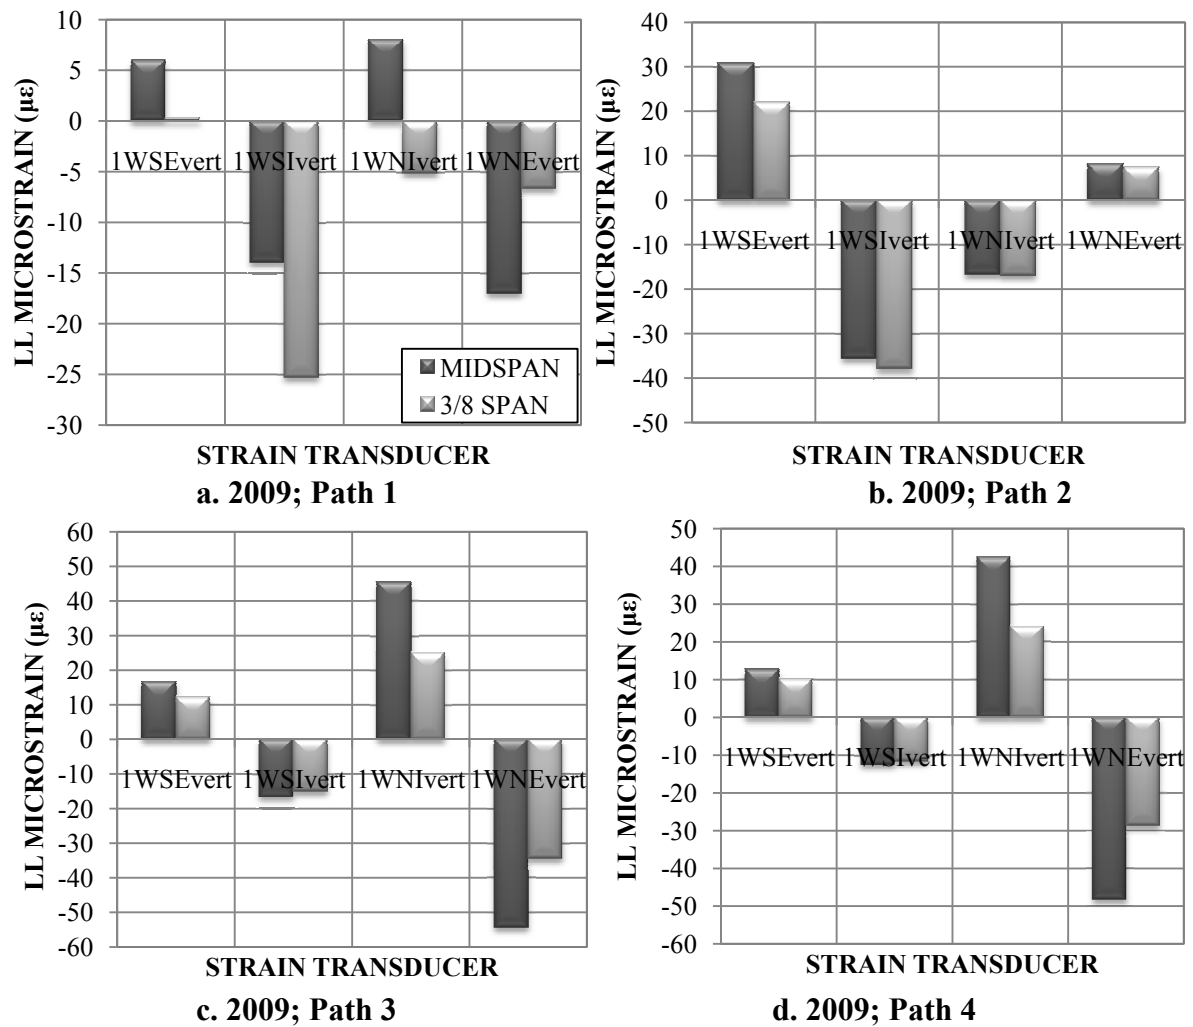 LL MICROSTRAIN (με)
10
5
0
-5
-10
-15
-20
-25
-30
1WSEvert 1WSIvert 1WNIvert 1WNEvert
MIDSPAN
3/8 SPAN
STRAIN TRANSDUCER
a. 2009; Path 1
LL MICROSTRAIN (με)
40
30
20
10
0
-10
-20
-30
-40
-50
1WSEvert 1WSIvert 1WNIvert 1WNEvert
STRAIN TRANSDUCER
b. 2009; Path 2
LL MICROSTRAIN (με)
60
50
40
30
20
10
0
-10
-20
-30
-40
-50
-60
1WSEvert 1WSIvert 1WNIvert 1WNEvert
STRAIN TRANSDUCER
c. 2009; Path 3
LL MICROSTRAIN (με)
50
40
30
20
10
0
-10
-20
-30
-40
-50
-60
1WSEvert 1WSIvert 1WNIvert 1WNEvert
STRAIN TRANSDUCER
d. 2009; Path 4